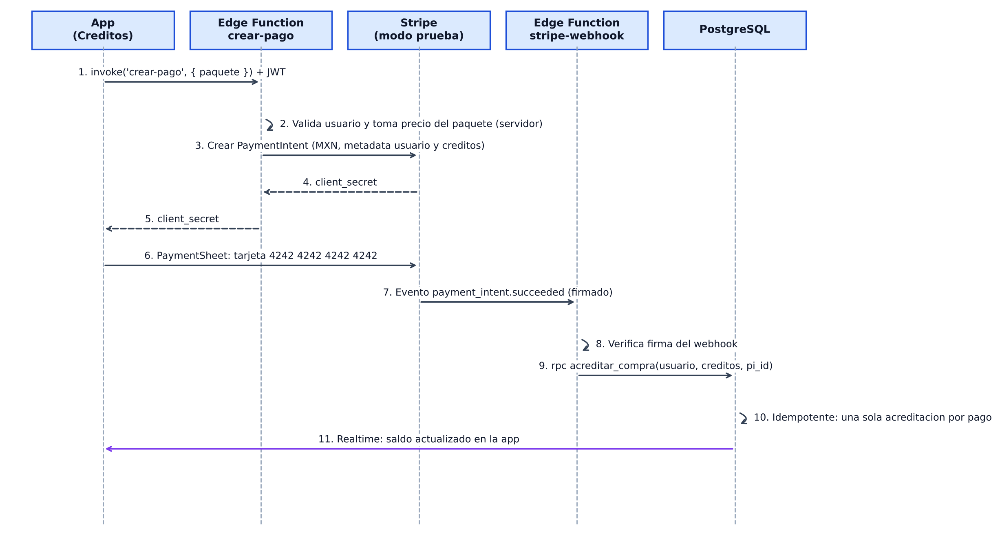 App
(Creditos)
Edge Function
crear-pago
Stripe
(modo prueba)
Edge Function
stripe-webhook
PostgreSQL
1. invoke('crear-pago', { paquete }) + JWT
2. Valida usuario y toma precio del paquete (servidor)
3. Crear PaymentIntent (MXN, metadata usuario y creditos)
4. client_secret
5. client_secret
6. PaymentSheet: tarjeta 4242 4242 4242 4242
7. Evento payment_intent.succeeded (firmado)
8. Verifica firma del webhook
9. rpc acreditar_compra(usuario, creditos, pi_id)
10. Idempotente: una sola acreditacion por pago
11. Realtime: saldo actualizado en la app